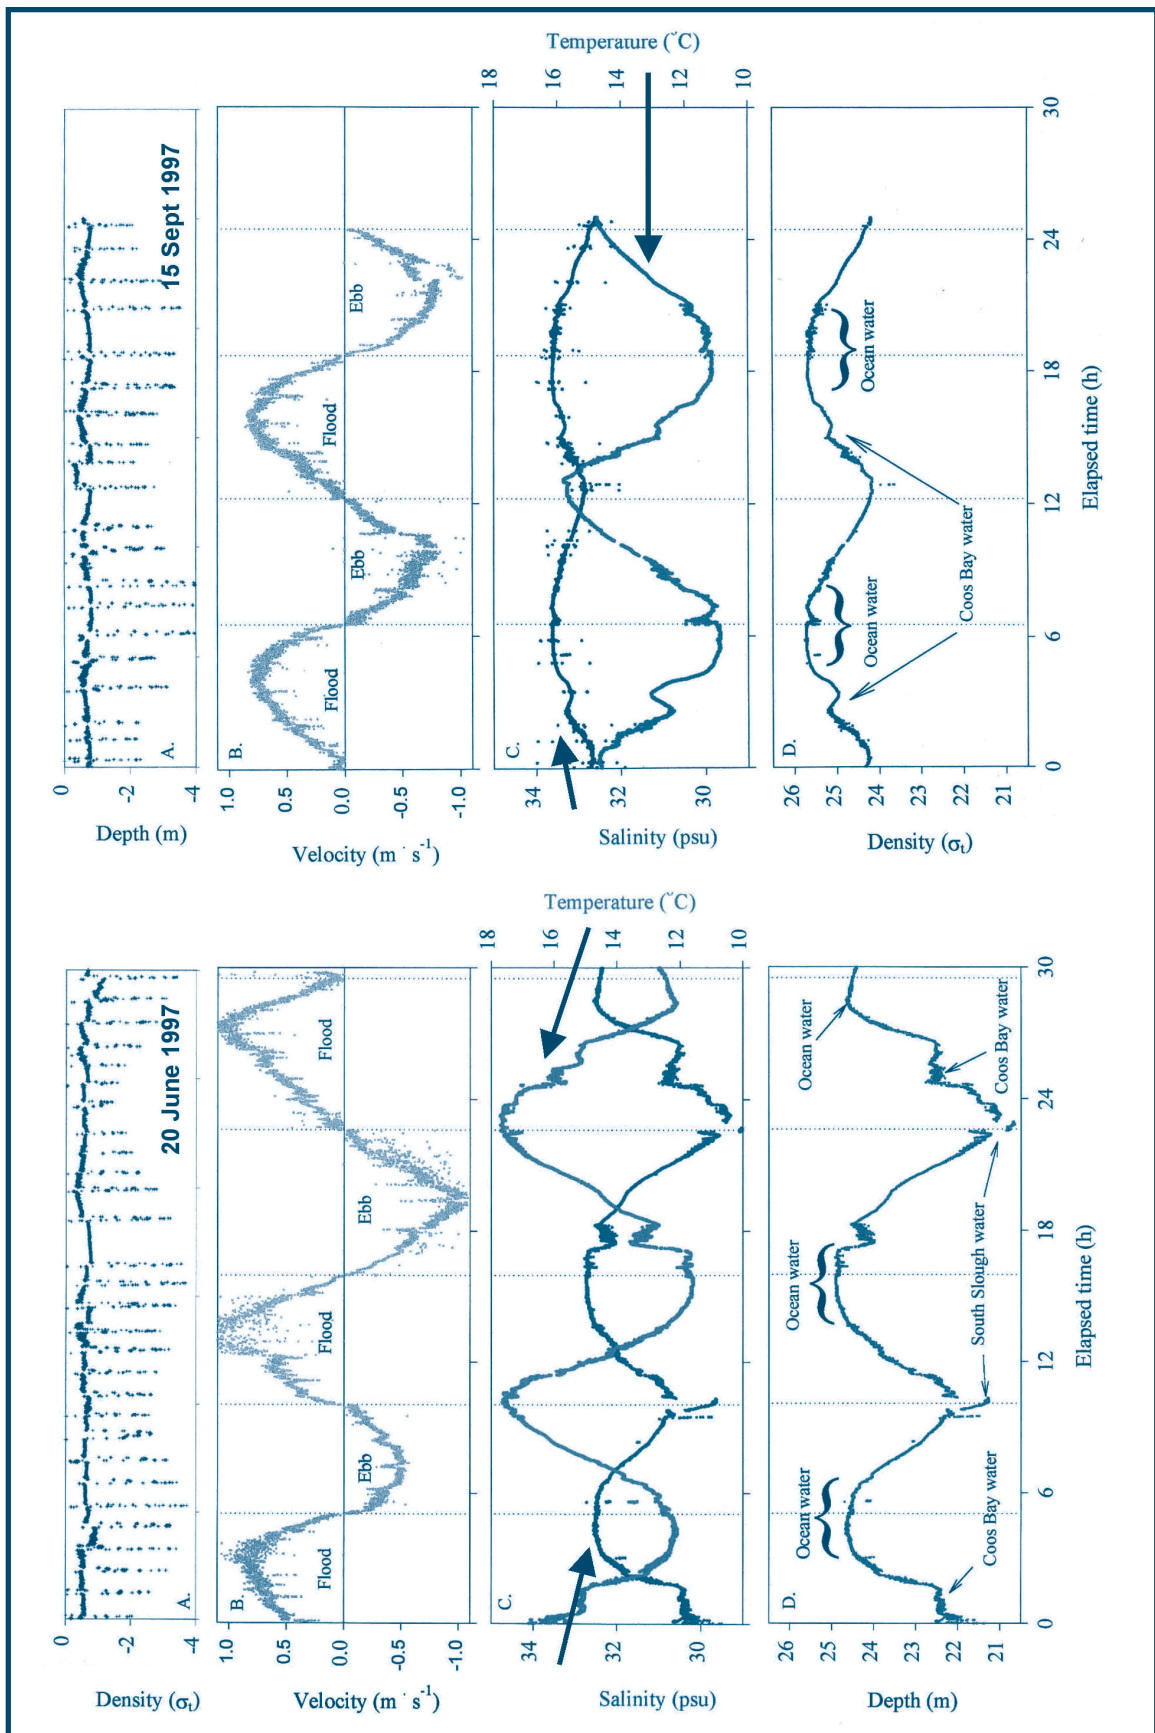 20 June 1997
Density (σt)
0
-2
-4
A.
Velocity (m · s-1)
1.0
0.5
0.0
-0.5
-1.0
B.
Flood
Ebb
Flood
Ebb
Flood
Temperature (°C)
18
16
14
12
10
Salinity (psu)
34
32
30
C.
Depth (m)
26
25
24
23
22
21
D.
Coos Bay water
Ocean water
South Slough water
Ocean water
Ocean water
Coos Bay water
0
6
12
18
24
30
Elapsed time (h)
15 Sept 1997
Depth (m)
0
-2
-4
A.
Velocity (m · s-1)
1.0
0.5
0.0
-0.5
-1.0
B.
Flood
Ebb
Flood
Ebb
Temperature (°C)
18
16
14
12
10
Salinity (psu)
34
32
30
C.
Density (σt)
26
25
24
23
22
21
D.
Ocean water
Coos Bay water
Ocean water
0
6
12
18
24
30
Elapsed time (h)